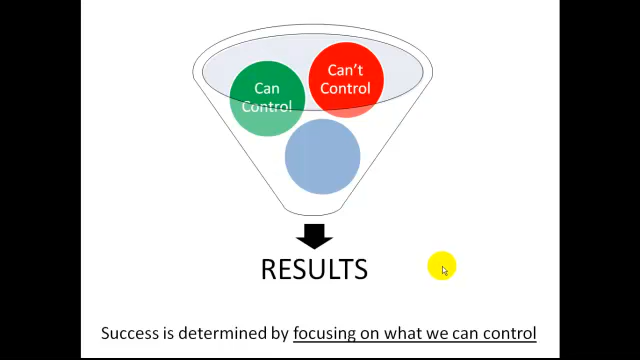 Can
Control
Can't
Control
RESULTS
Success is determined by focusing on what we can control